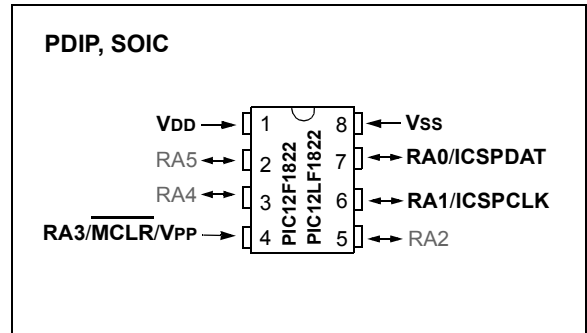 PDIP, SOIC
VDD 1 8 VSS
RA5 2 7 RA0/ICSPDAT
RA4 3 6 RA1/ICSPCLK
RA3/MCLR/VPP 4 5 RA2
PIC12F1822
PIC12LF1822